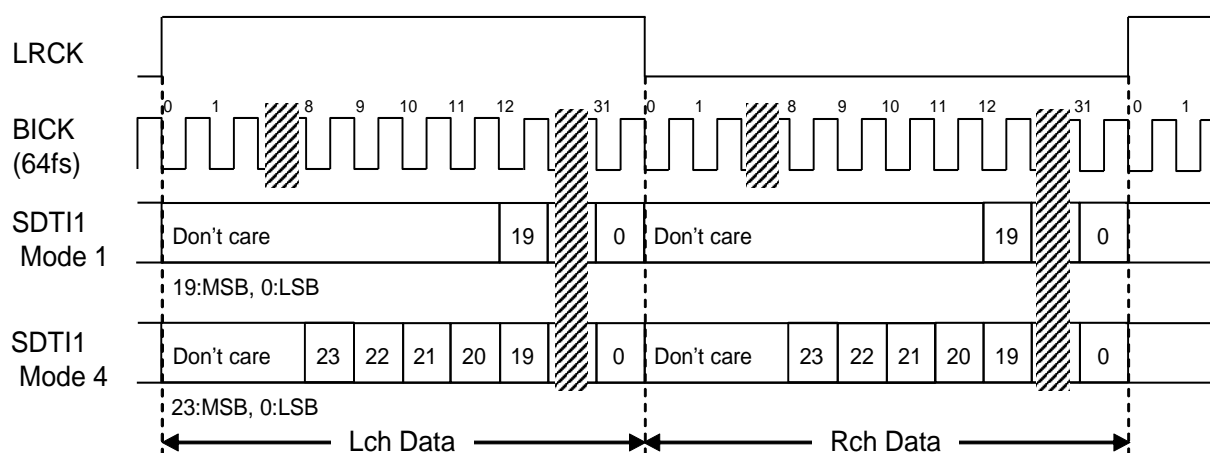 LRCK
0 1 8 9 10 11 12 31 0 1 8 9 10 11 12 31 0 1
BICK
(64fs)
SDTI1
Mode 1
Don't care 19 0 Don't care 19 0
19:MSB, 0:LSB
SDTI1
Mode 4
Don't care 23 22 21 20 19 0 Don't care 23 22 21 20 19 0
23:MSB, 0:LSB
Lch Data Rch Data